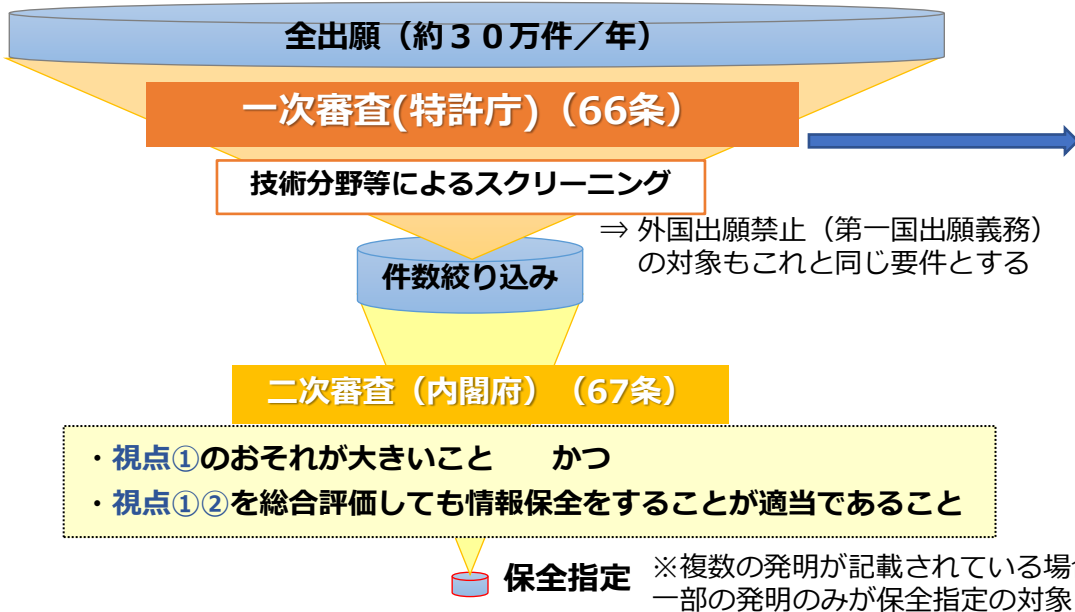 全出願（約３０万件／年）
一次審査(特許庁)（66条）
技術分野等によるスクリーニング
⇒ 外国出願禁止（第一国出願義務）
の対象もこれと同じ要件とする
件数絞り込み
二次審査（内閣府）（67条）
・視点①のおそれが大きいこと　　かつ
・視点①②を総合評価しても情報保全をすることが適当であること
保全指定
※複数の発明が記載されている場
一部の発明のみが保全指定の対象